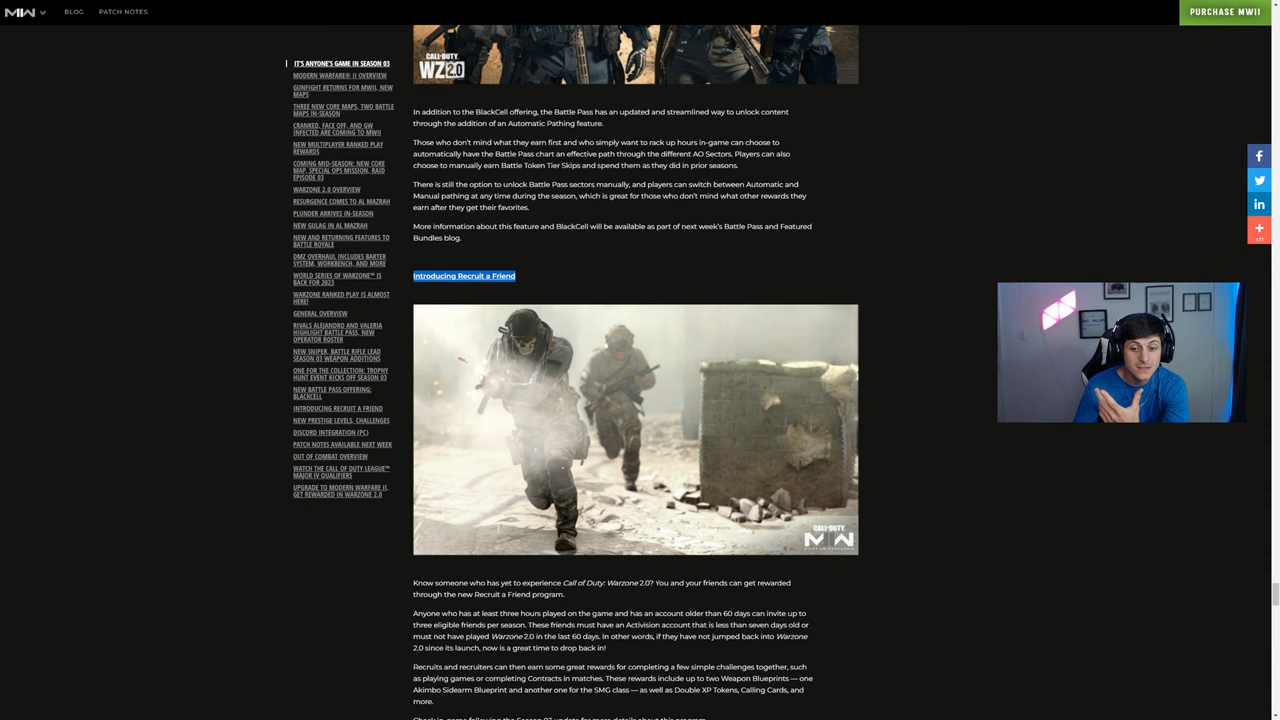 MW
BLOG
PATCH NOTES
PURCHASE MWII
IT'S ANYONE'S GAME IN SEASON 03
MODERN WARFARE® II OVERVIEW
GUNFIGHT RETURNS FOR MWII, NEW
MAPS
THREE NEW CORE MAPS, TWO BATTLE
MAPS IN-SEASON
CRANKED, FACE OFF, AND GW
INFECTED ARE COMING TO MWII
NEW MULTIPLAYER RANKED PLAY
REWARDS
COMING MID-SEASON: NEW CORE
MAP, SPECIAL OPS MISSION, RAID
EPISODE 03
WARZONE 2.0 OVERVIEW
RESURGENCE COMES TO AL MAZRAH
PLUNDER ARRIVES IN-SEASON
NEW GULAG IN AL MAZRAH
NEW AND RETURNING FEATURES TO
BATTLE ROYALE
DMZ OVERHAUL INCLUDES BARTER
SYSTEM, WORKBENCH, AND MORE
WORLD SERIES OF WARZONE™ IS
BACK FOR 2023
WARZONE RANKED PLAY IS ALMOST
HERE!
GENERAL OVERVIEW
RIVALS ALEJANDRO AND VALERIA
HIGHLIGHT BATTLE PASS, NEW
OPERATOR ROSTER
NEW SNIPER, BATTLE RIFLE LEAD
SEASON 03 WEAPON ADDITIONS
ONE FOR THE COLLECTION: TROPHY
HUNT EVENT KICKS OFF SEASON 03
NEW BATTLE PASS OFFERING:
BLACKCELL
INTRODUCING RECRUIT A FRIEND
NEW PRESTIGE LEVELS, CHALLENGES
DISCORD INTEGRATION (PC)
PATCH NOTES AVAILABLE NEXT WEEK
OUT OF COMBAT OVERVIEW
WATCH THE CALL OF DUTY LEAGUE™
MAJOR IV QUALIFIERS
UPGRADE TO MODERN WARFARE II,
GET REWARDED IN WARZONE 2.0
CALL·DUTY
WZ2.0
In addition to the BlackCell offering, the Battle Pass has an updated and streamlined way to unlock content
through the addition of an Automatic Pathing feature.
Those who don't mind what they earn first and who simply want to rack up hours in-game can choose to
automatically have the Battle Pass chart an effective path through the different AO Sectors. Players can also
choose to manually earn Battle Token Tier Skips and spend them as they did in prior seasons.
There is still the option to unlock Battle Pass sectors manually, and players can switch between Automatic and
Manual pathing at any time during the season, which is great for those who don't mind what other rewards they
earn after they get their favorites.
More information about this feature and BlackCell will be available as part of next week's Battle Pass and Featured
Bundles blog.
Introducing Recruit a Friend
CALL·DUTY
MW
Know someone who has yet to experience Call of Duty: Warzone 2.0? You and your friends can get rewarded
through the new Recruit a Friend program.
Anyone who has at least three hours played on the game and has an account older than 60 days can invite up to
three eligible friends per season. These friends must have an Activision account that is less than seven days old or
must not have played Warzone 2.0 in the last 60 days. In other words, if they have not jumped back into Warzone
2.0 since its launch, now is a great time to drop back in!
Recruits and recruiters can then earn some great rewards for completing a few simple challenges together, such
as playing games or completing Contracts in matches. These rewards include up to two Weapon Blueprints — one
Akimbo Sidearm Blueprint and another one for the SMG class — as well as Double XP Tokens, Calling Cards, and
more.
Check in-game following the Season 03 update for more details about this program.
177